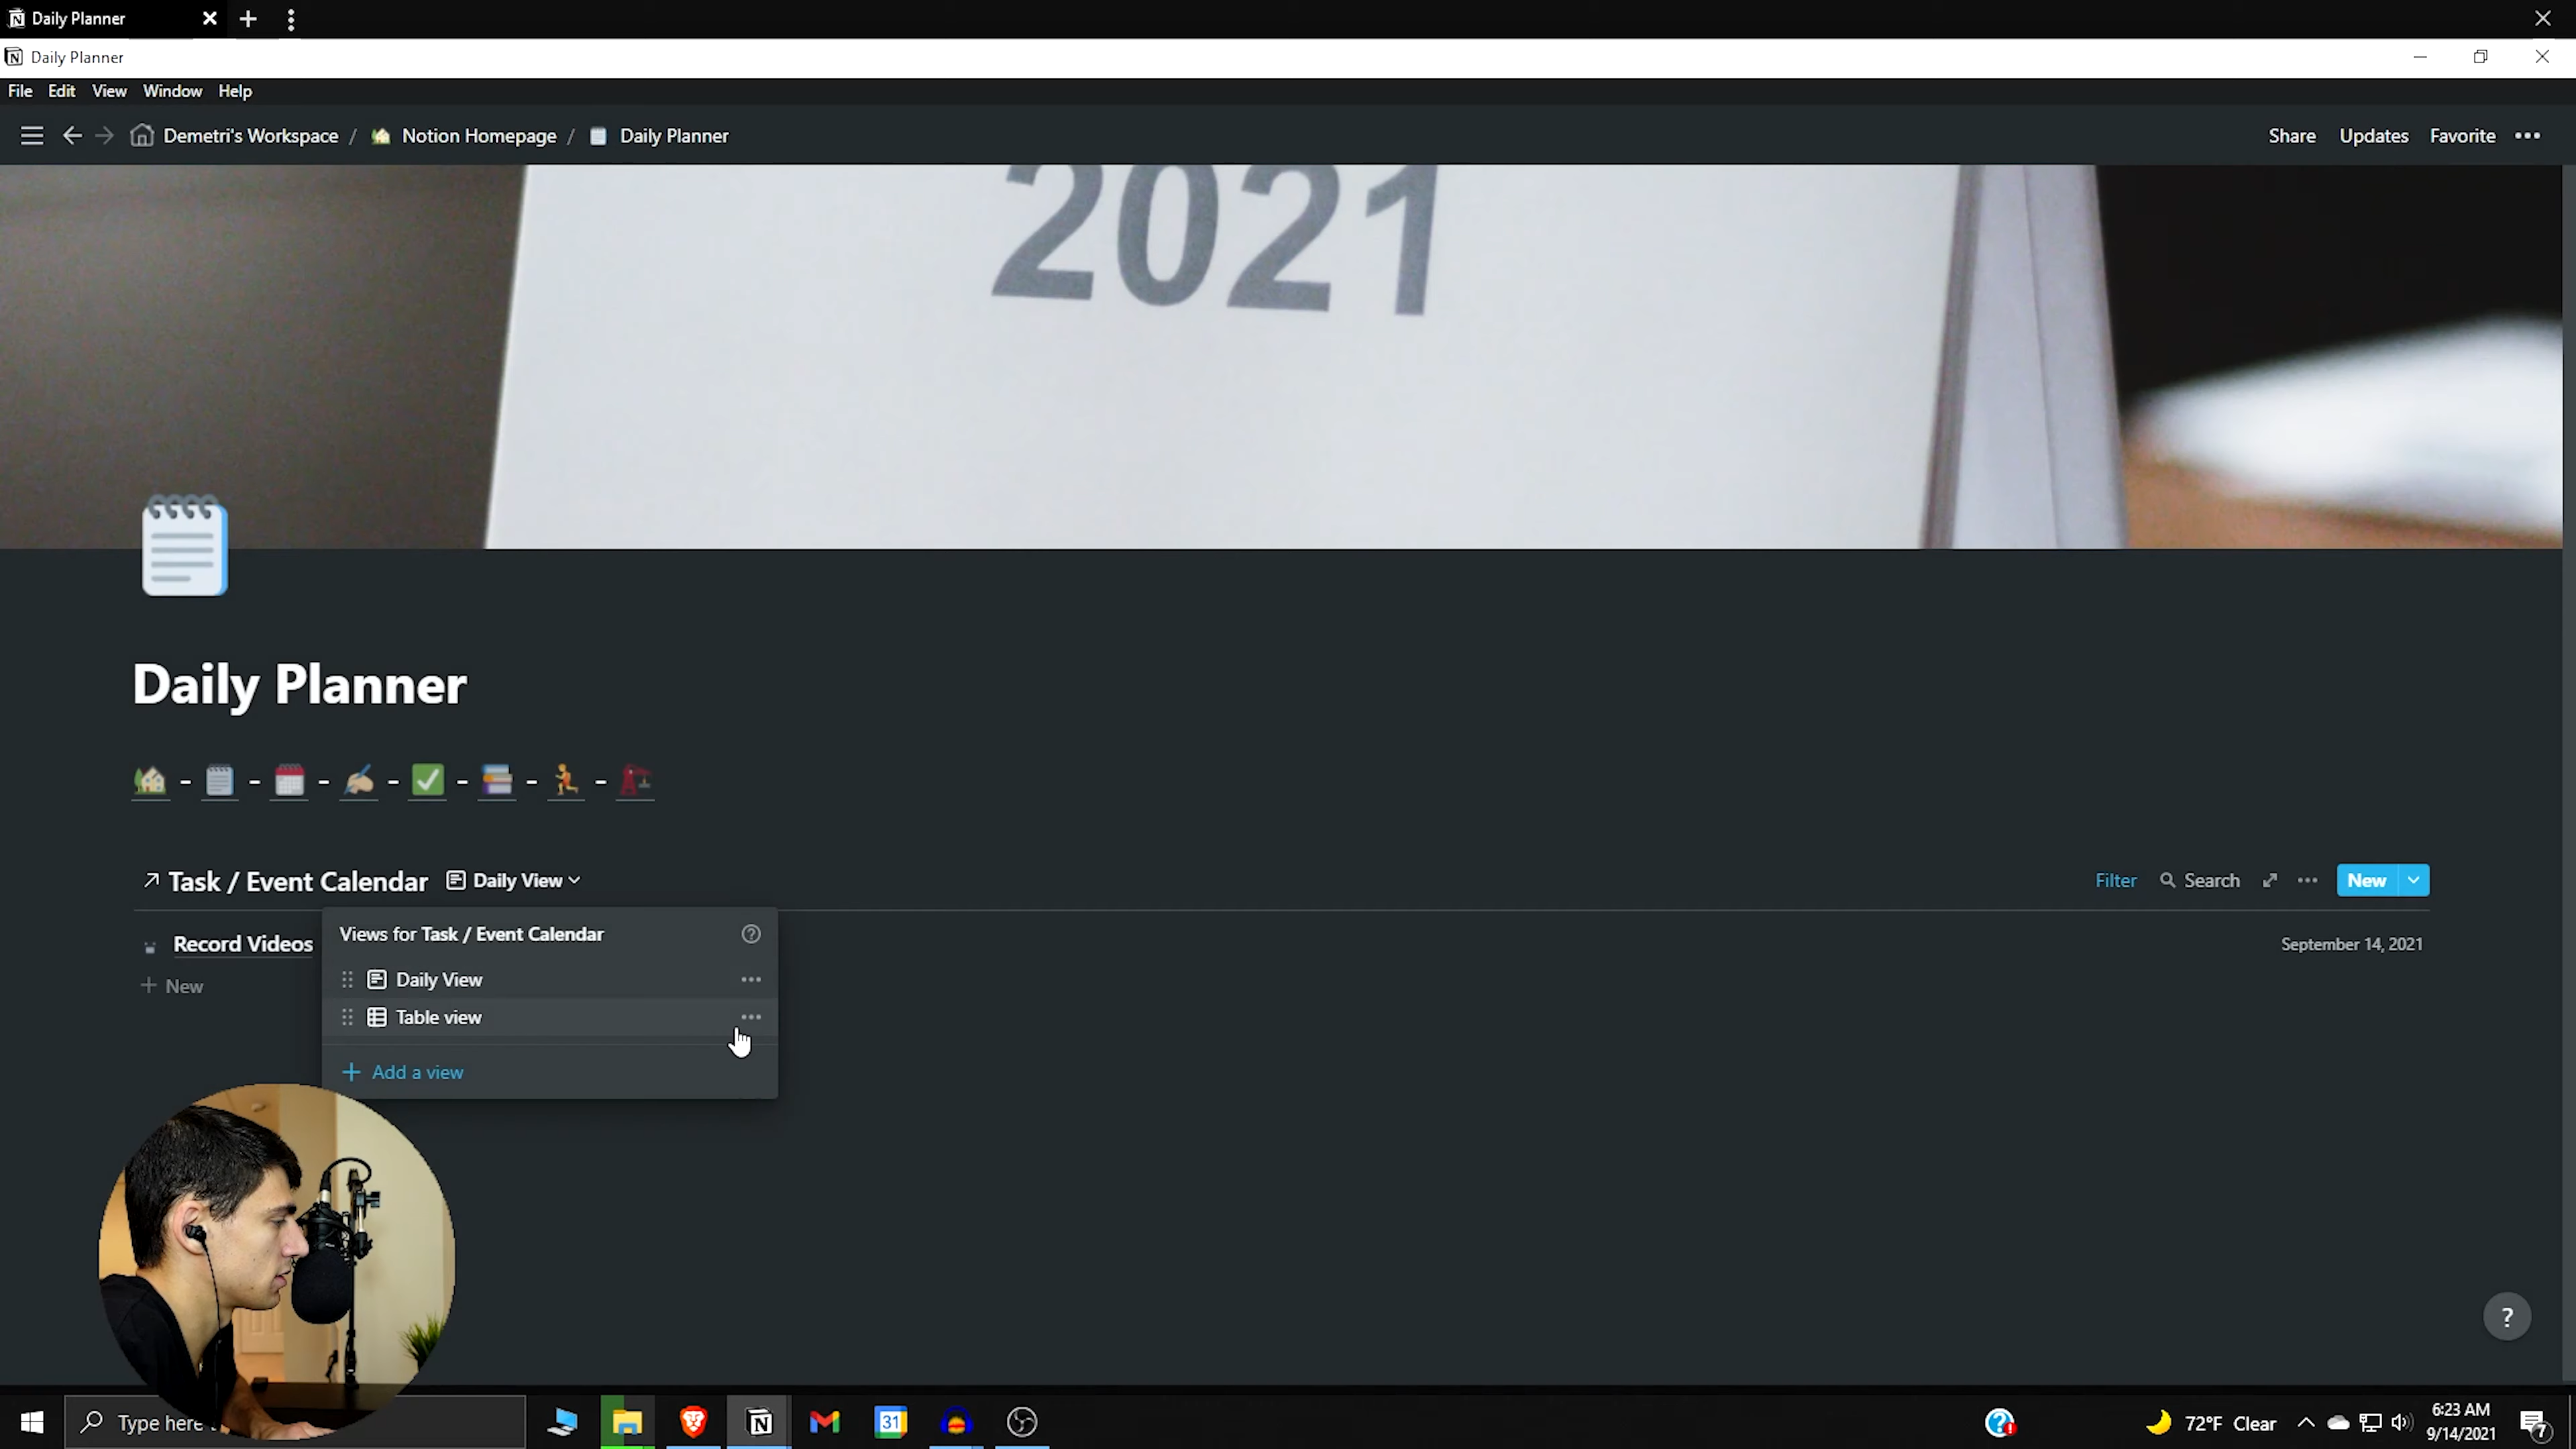 Daily Planner
Daily Planner
File Edit View Window Help
Demetri's Workspace / Notion Homepage / Daily Planner
Share Updates Favorite
2021
Daily Planner
- - - - - - -
Task / Event Calendar Daily View
Filter Search New
Views for Task / Event Calendar
Record Videos
September 14, 2021
Daily View
+ New
Table view
+ Add a view
?
Type here
31
72°F Clear
6:23 AM
9/14/2021
7